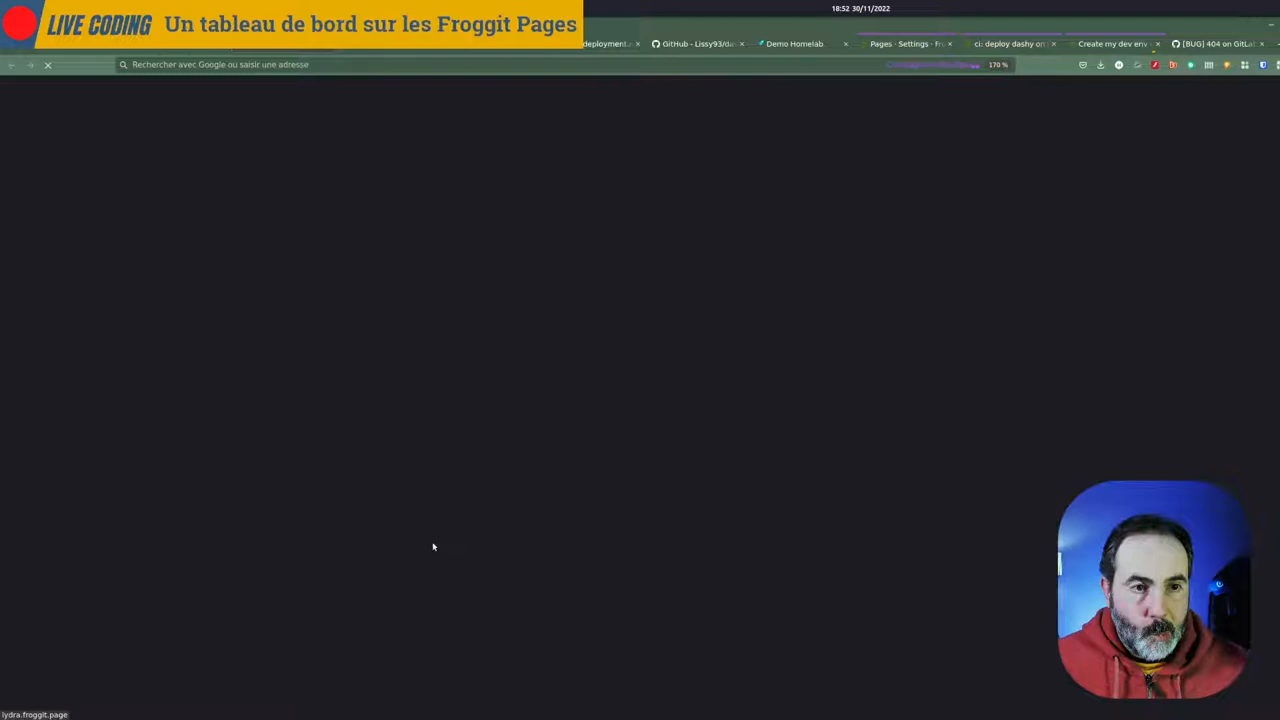 18:52 30/11/2022
LIVE CODING Un tableau de bord sur les Froggit Pages
deployment.
GitHub - Lissy93/da
Demo Homelab
Pages · Settings · Fro
ci: deploy dashy on
Create my dev env
[BUG] 404 on GitLa
Rechercher avec Google ou saisir une adresse
170 %
lydra.froggit.page